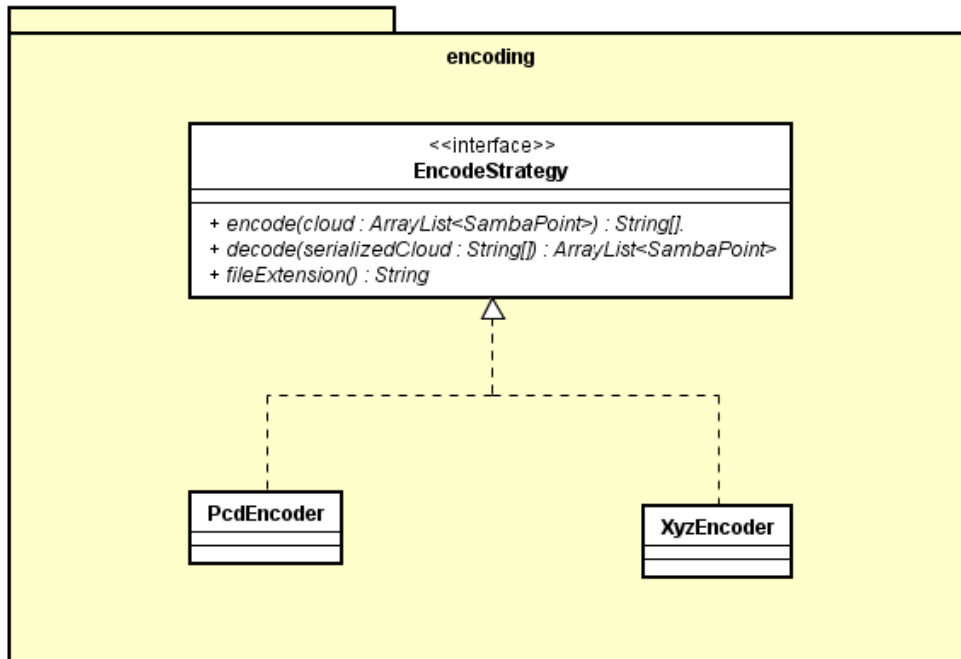 encoding
<<interface>>
EncodeStrategy
+ encode(cloud : ArrayList<SambaPoint>) : String[].
+ decode(serializedCloud : String[]) : ArrayList<SambaPoint>
+ fileExtension() : String
PcdEncoder
XyzEncoder